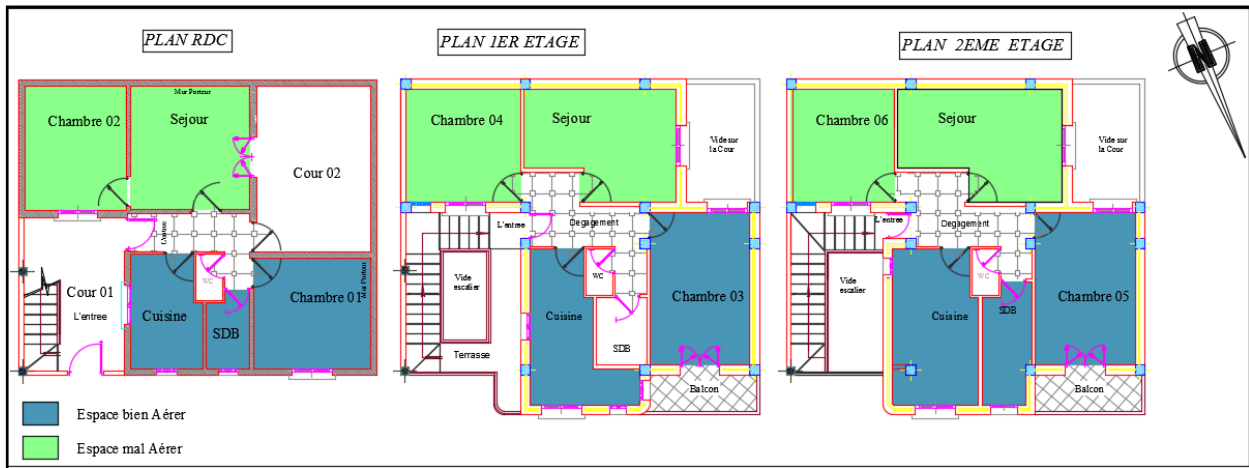 PLAN RDC
PLAN 1ER ETAGE
PLAN 2EME ETAGE
Mur Porteur
Chambre 02
Sejour
Cour 02
L'entree
WC
Cour 01
L'entree
Cuisine
SDB
Chambre 01
Mur Porteur
Chambre 04
Sejour
Vide sur
la Cour
L'entree
Degagement
Vide
escalier
WC
Chambre 03
Cuisine
Terrasse
SDB
Balcon
Chambre 06
Sejour
Vide sur
la Cour
L'entree
Degagement
Vide
escalier
WC
Chambre 05
Cuisine
SDB
Balcon
Espace bien Aérer
Espace mal Aérer
N